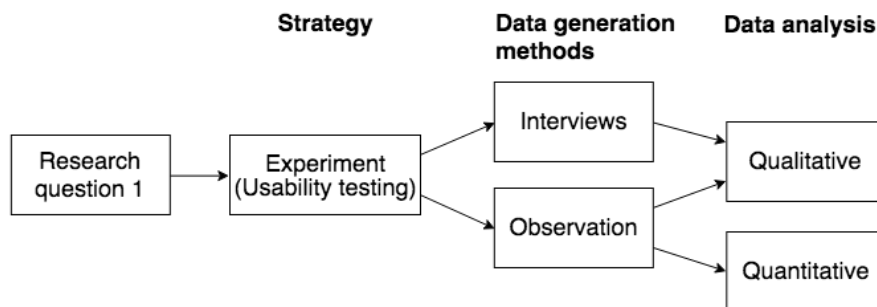 Strategy
Data generation
methods
Data analysis
Research
question 1
Experiment
(Usability testing)
Interviews
Observation
Qualitative
Quantitative